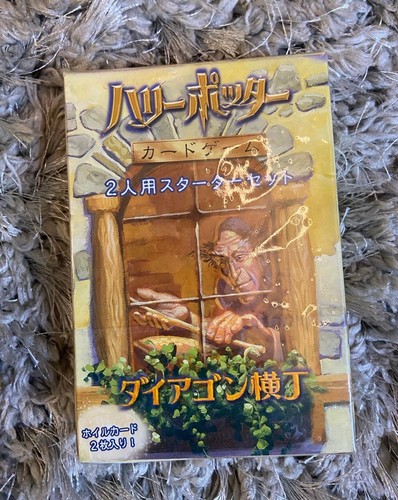 ハリーポッター
カードゲーム
2人用スターターセット
ダイアゴン横丁
ホイルカード
2枚入り!